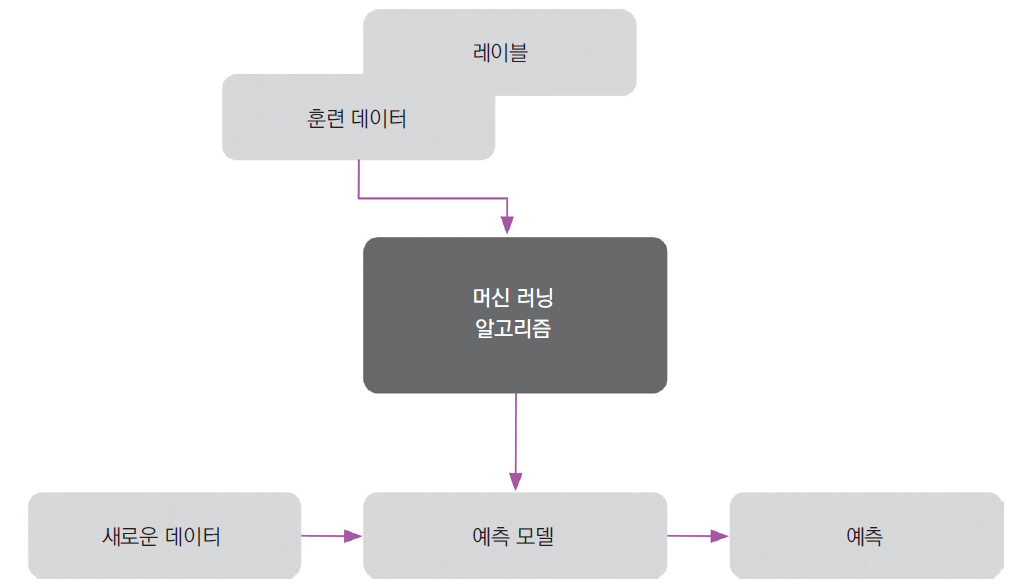 레이블
훈련 데이터
머신 러닝
알고리즘
새로운 데이터
예측 모델
예측